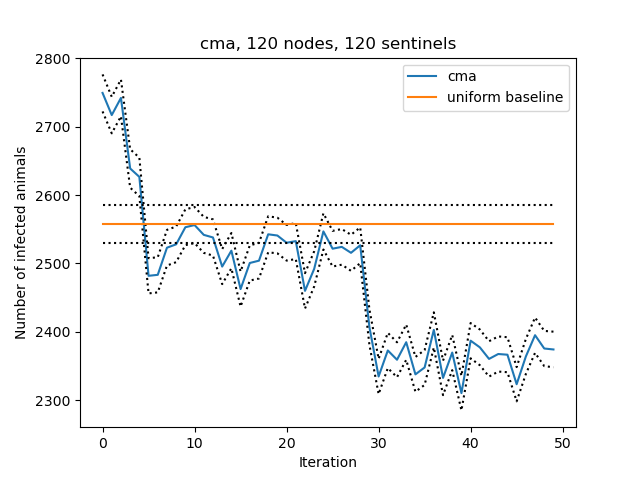 cma, 120 nodes, 120 sentinels
cma
uniform baseline
2800
2700
2600
2500
2400
2300
Number of infected animals
0
10
20
30
40
50
Iteration